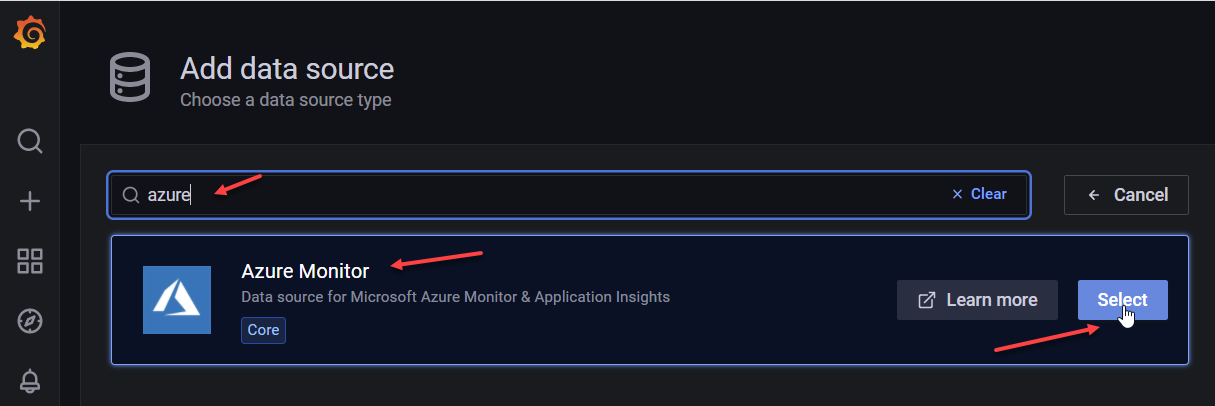 Add data source
Choose a data source type
azure
Clear
Cancel
Azure Monitor
Data source for Microsoft Azure Monitor & Application Insights
Core
Learn more
Select